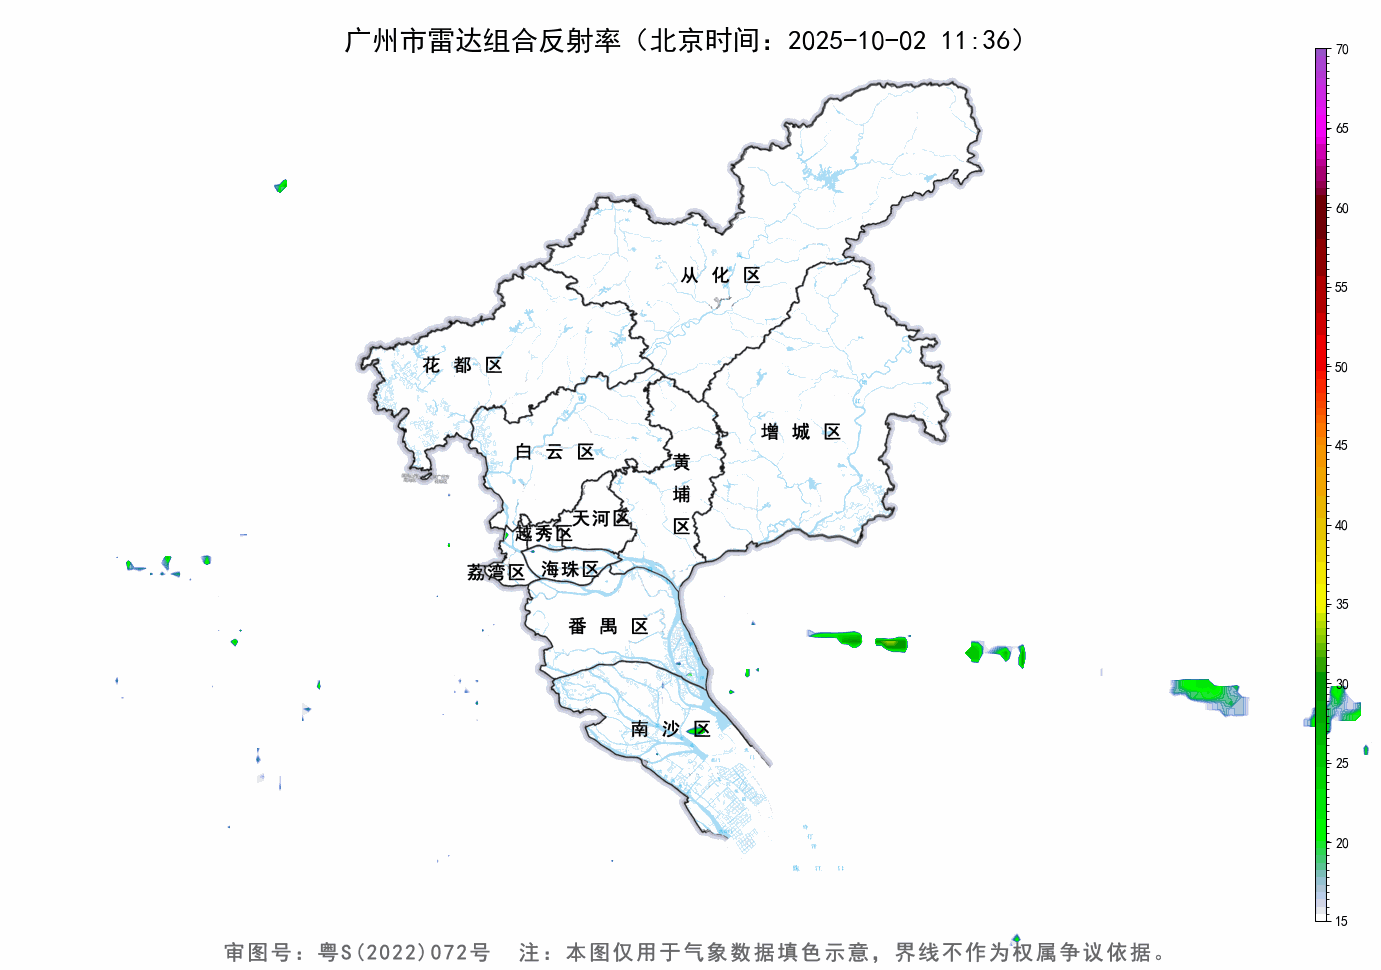 广州市雷达组合反射率（北京时间：2025-10-02 11:36）
70
65
60
55
50
45
40
35
30
25
20
15
从化区
花都区
增城区
白云区
黄埔区
天河区
越秀区
荔湾区
海珠区
番禺区
南沙区
审图号：粤S(2022)072号 注：本图仅用于气象数据填色示意，界线不作为权属争议依据。